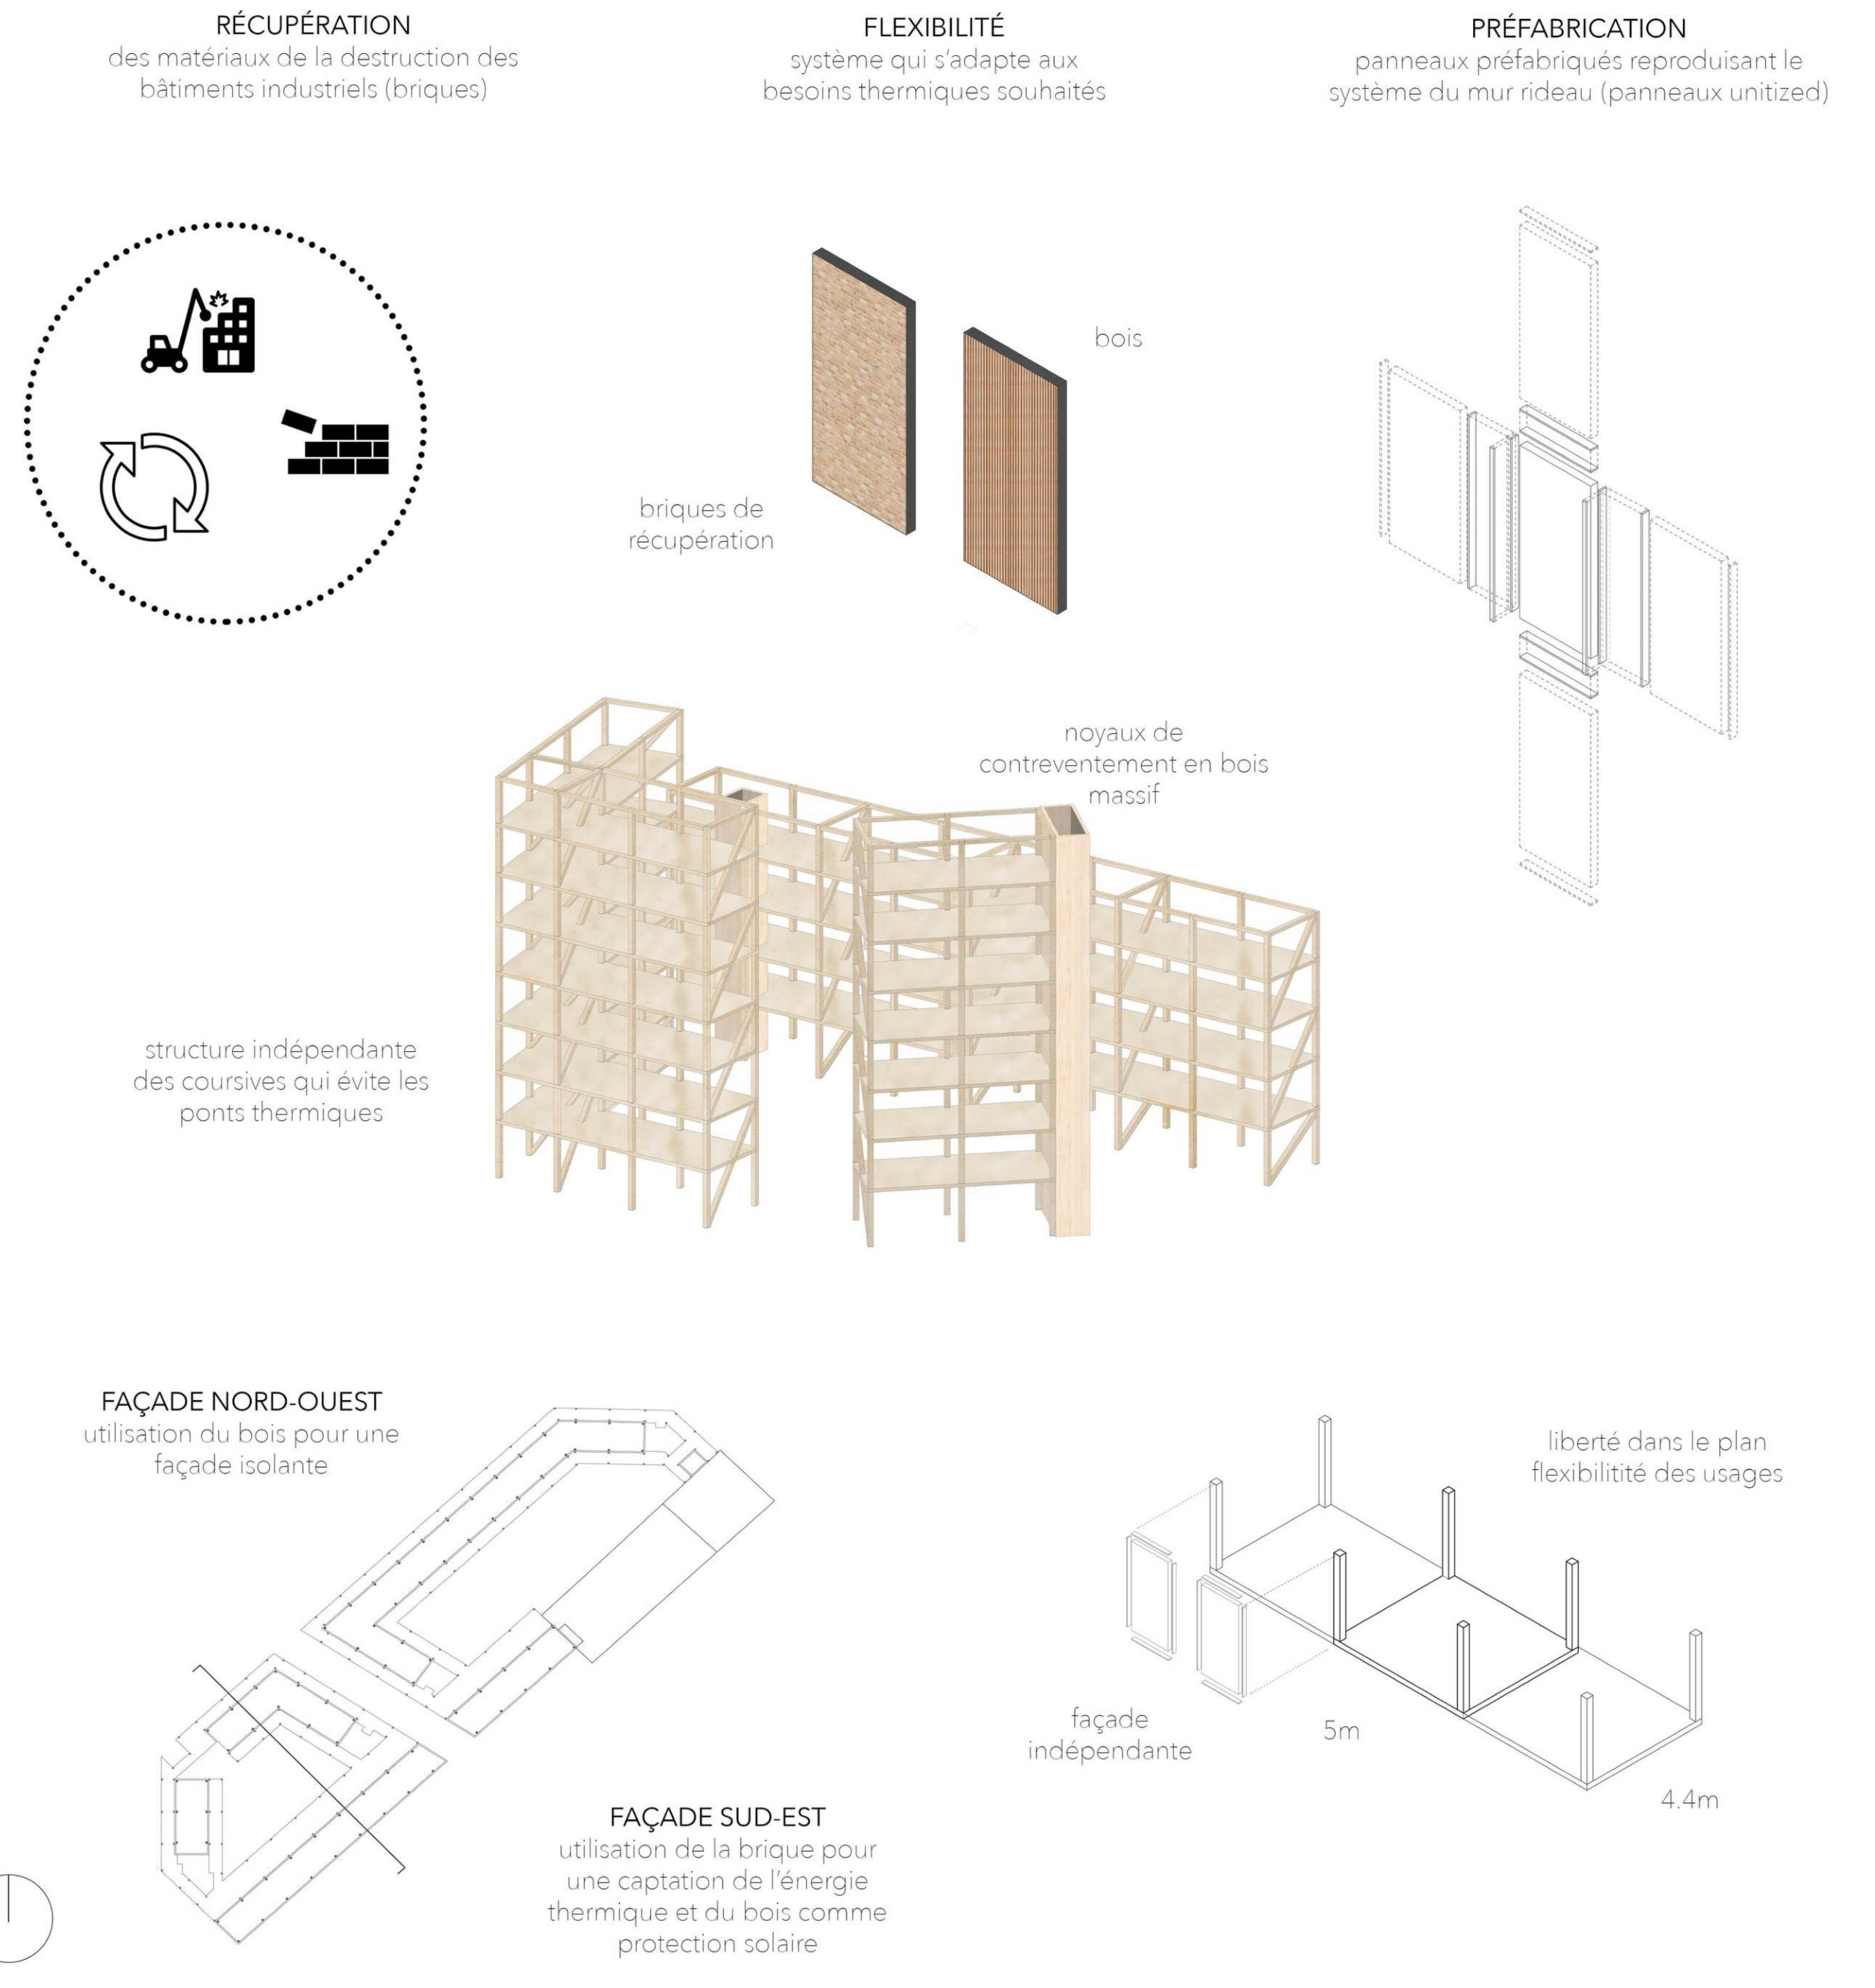 RÉCUPÉRATION
des matériaux de la destruction des
bâtiments industriels (briques)
FLEXIBILITÉ
système qui s'adapte aux
besoins thermiques souhaités
PRÉFABRICATION
panneaux préfabriqués reproduisant le
système du mur rideau (panneaux unitized)
bois
briques de
récupération
noyaux de
contreventement en bois
massif
structure indépendante
des coursives qui évite les
ponts thermiques
FAÇADE NORD-OUEST
utilisation du bois pour une
façade isolante
liberté dans le plan
flexibilitité des usages
façade
indépendante
5m
4.4m
FAÇADE SUD-EST
utilisation de la brique pour
une captation de l'énergie
thermique et du bois comme
protection solaire